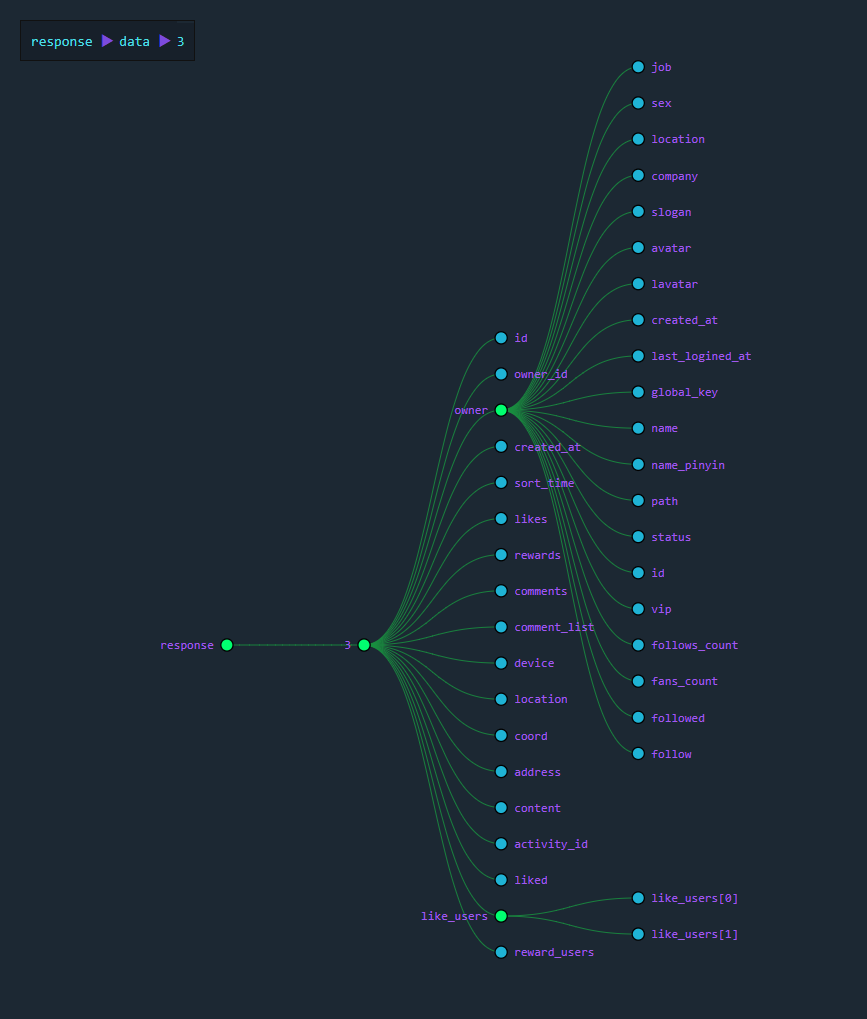 response ▶ data ▶ 3
job
sex
location
company
slogan
avatar
lavatar
created_at
last_logined_at
global_key
name
name_pinyin
path
status
id
vip
follows_count
fans_count
followed
follow
id
owner_id
owner
created_at
sort_time
likes
rewards
comments
comment_list
device
location
coord
address
content
activity_id
liked
like_users
reward_users
like_users[0]
like_users[1]
response
3